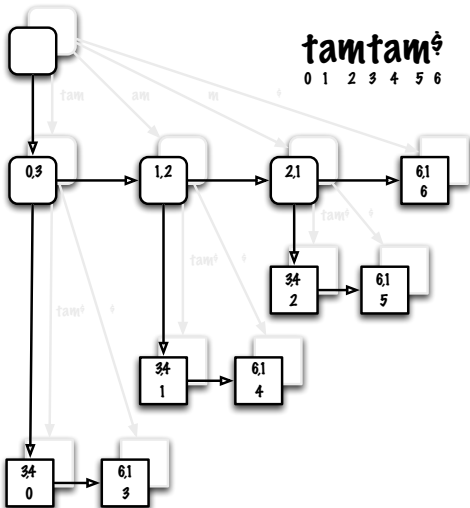 tamtam$
0 1 2 3 4 5 6
tam am m $
0,3 1,2 2,1 6,1
6
tam$ $
3,4 6,1
2 5
tam$ $
3,4 6,1
1 4
tam$ $
3,4 6,1
0 3